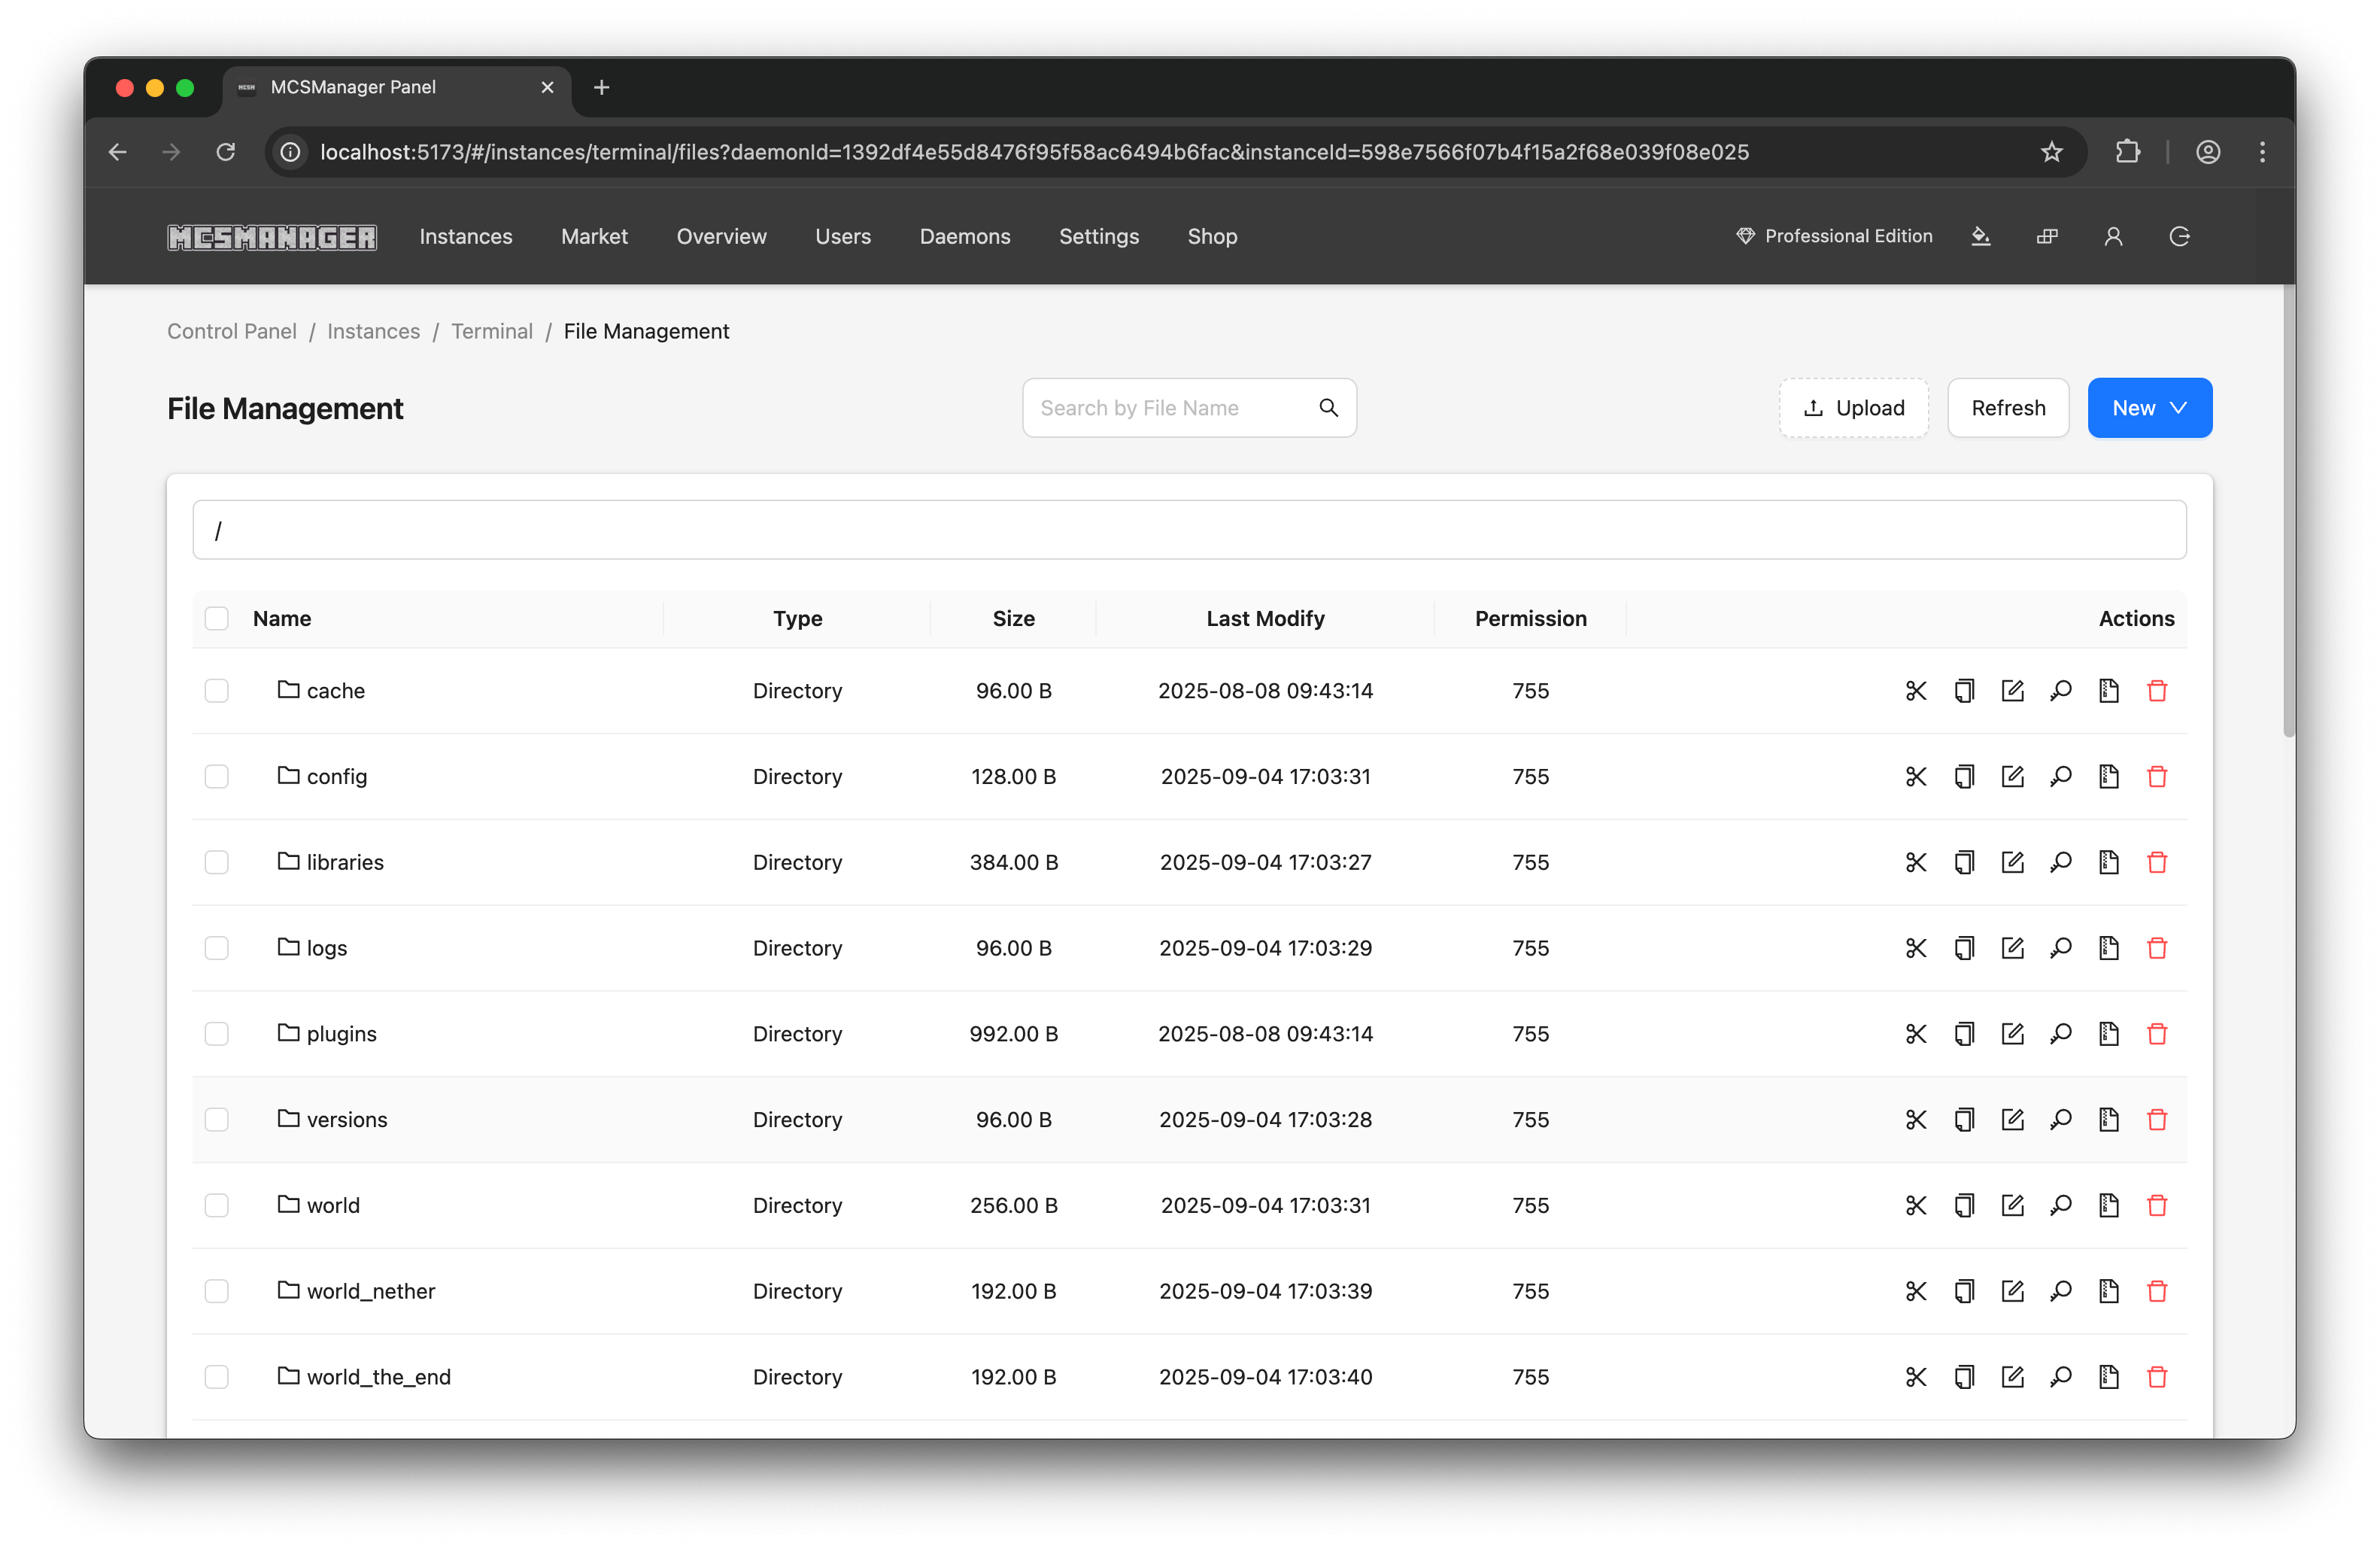 MCSManager Panel
localhost:5173/#/instances/terminal/files?daemonId=1392df4e55d8476f95f58ac6494b6fac&instanceId=598e7566f07b4f15a2f68e039f08e025
MCSMANAGER Instances Market Overview Users Daemons Settings Shop Professional Edition
Control Panel / Instances / Terminal / File Management
File Management Search by File Name Upload Refresh New
/
Name Type Size Last Modify Permission Actions
cache Directory 96.00 B 2025-08-08 09:43:14 755
config Directory 128.00 B 2025-09-04 17:03:31 755
libraries Directory 384.00 B 2025-09-04 17:03:27 755
logs Directory 96.00 B 2025-09-04 17:03:29 755
plugins Directory 992.00 B 2025-08-08 09:43:14 755
versions Directory 96.00 B 2025-09-04 17:03:28 755
world Directory 256.00 B 2025-09-04 17:03:31 755
world_nether Directory 192.00 B 2025-09-04 17:03:39 755
world_the_end Directory 192.00 B 2025-09-04 17:03:40 755